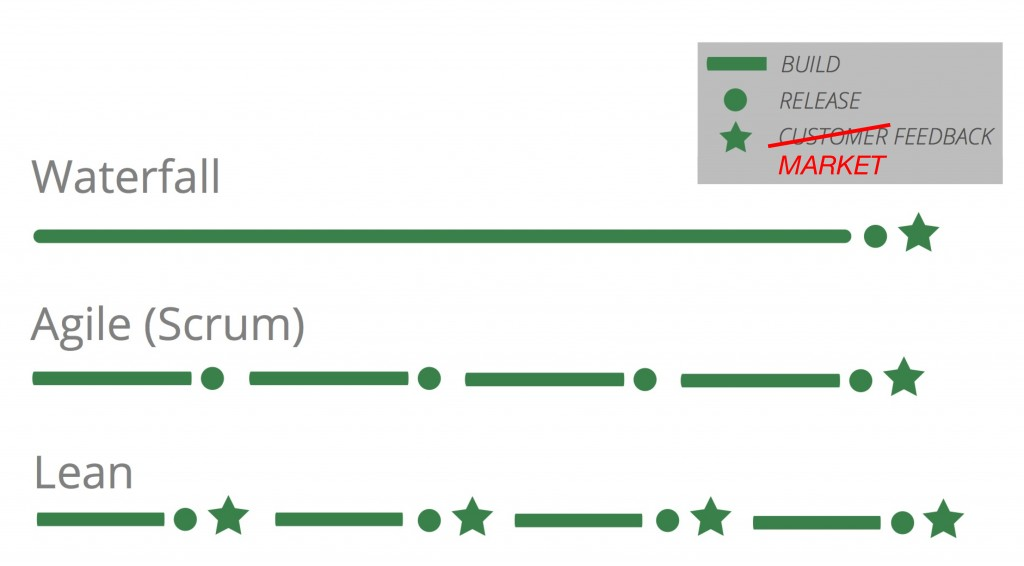 BUILD
RELEASE
CUSTOMER FEEDBACK
MARKET
Waterfall
Agile (Scrum)
Lean